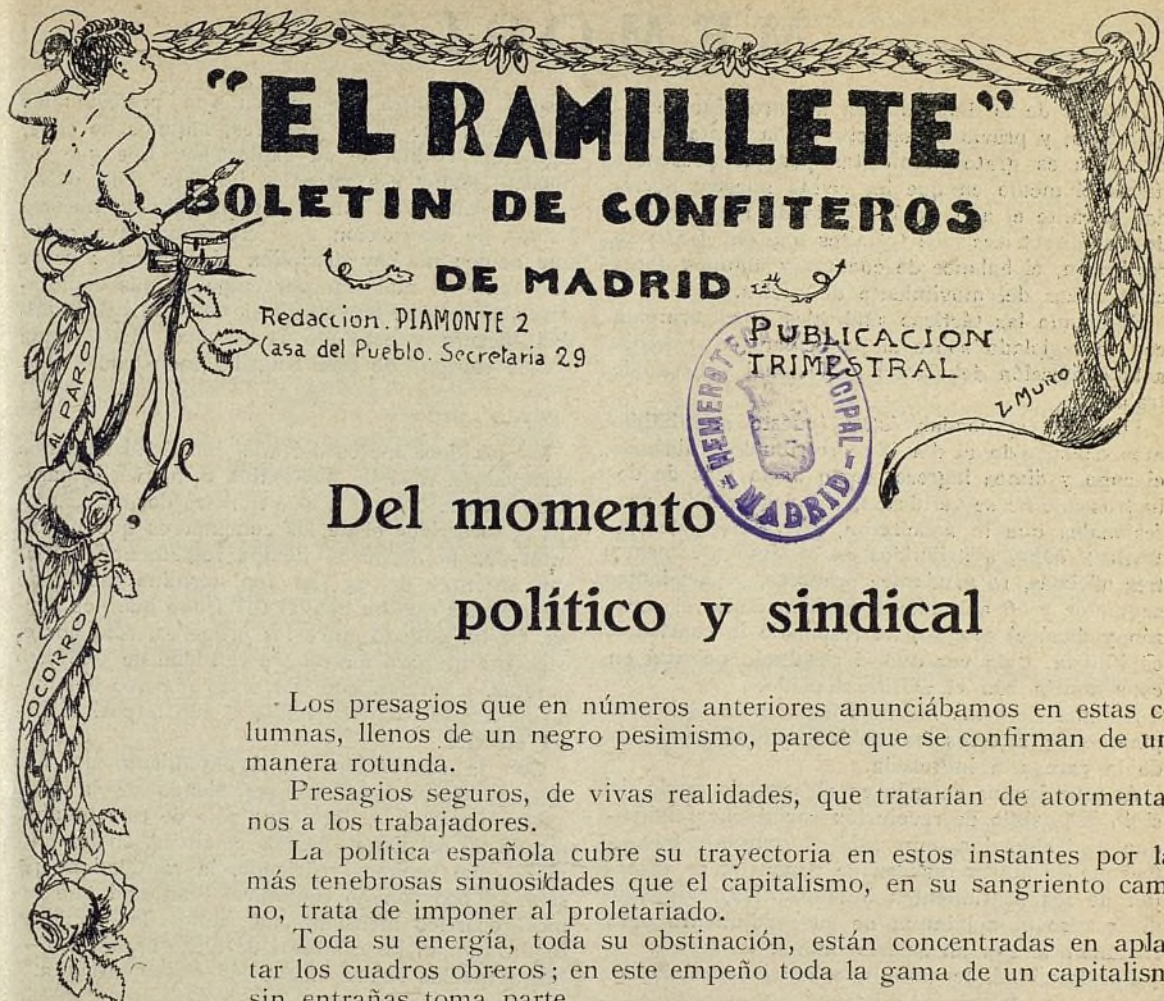 "EL RAMILLETE"
BOLETIN DE CONFITEROS
DE MADRID
Redaccion. PIAMONTE 2
Casa del Pueblo. Secretaria 29
PUBLICACION
TRIMESTRAL
L MURO
HEMEROTECA MUNICIPAL
MADRID
AL PARO
SOCORRO
Del momento
político y sindical
Los presagios que en números anteriores anunciábamos en estas c
lumnas, llenos de un negro pesimismo, parece que se confirman de un
manera rotunda.
Presagios seguros, de vivas realidades, que tratarían de atormenta
nos a los trabajadores.
La política española cubre su trayectoria en estos instantes por la
más tenebrosas sinuosidades que el capitalismo, en su sangriento cam
no, trata de imponer al proletariado.
Toda su energía, toda su obstinación, están concentradas en apla
tar los cuadros obreros; en este empeño toda la gama de un capitalism
sin entrañas toma parte.